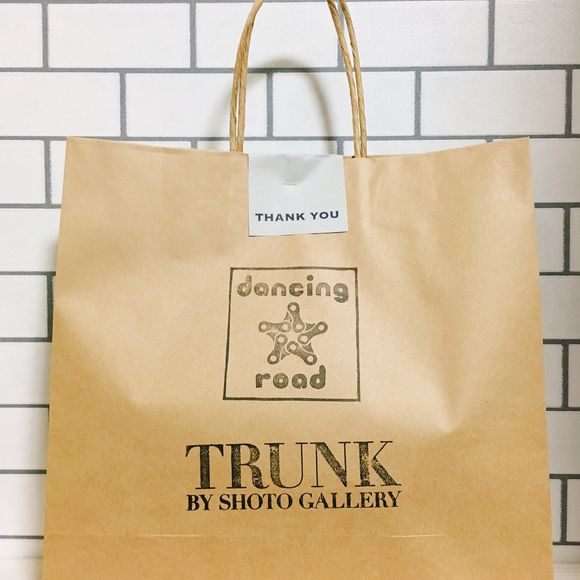 THANK YOU
dancing
road
TRUNK
BY SHOTO GALLERY